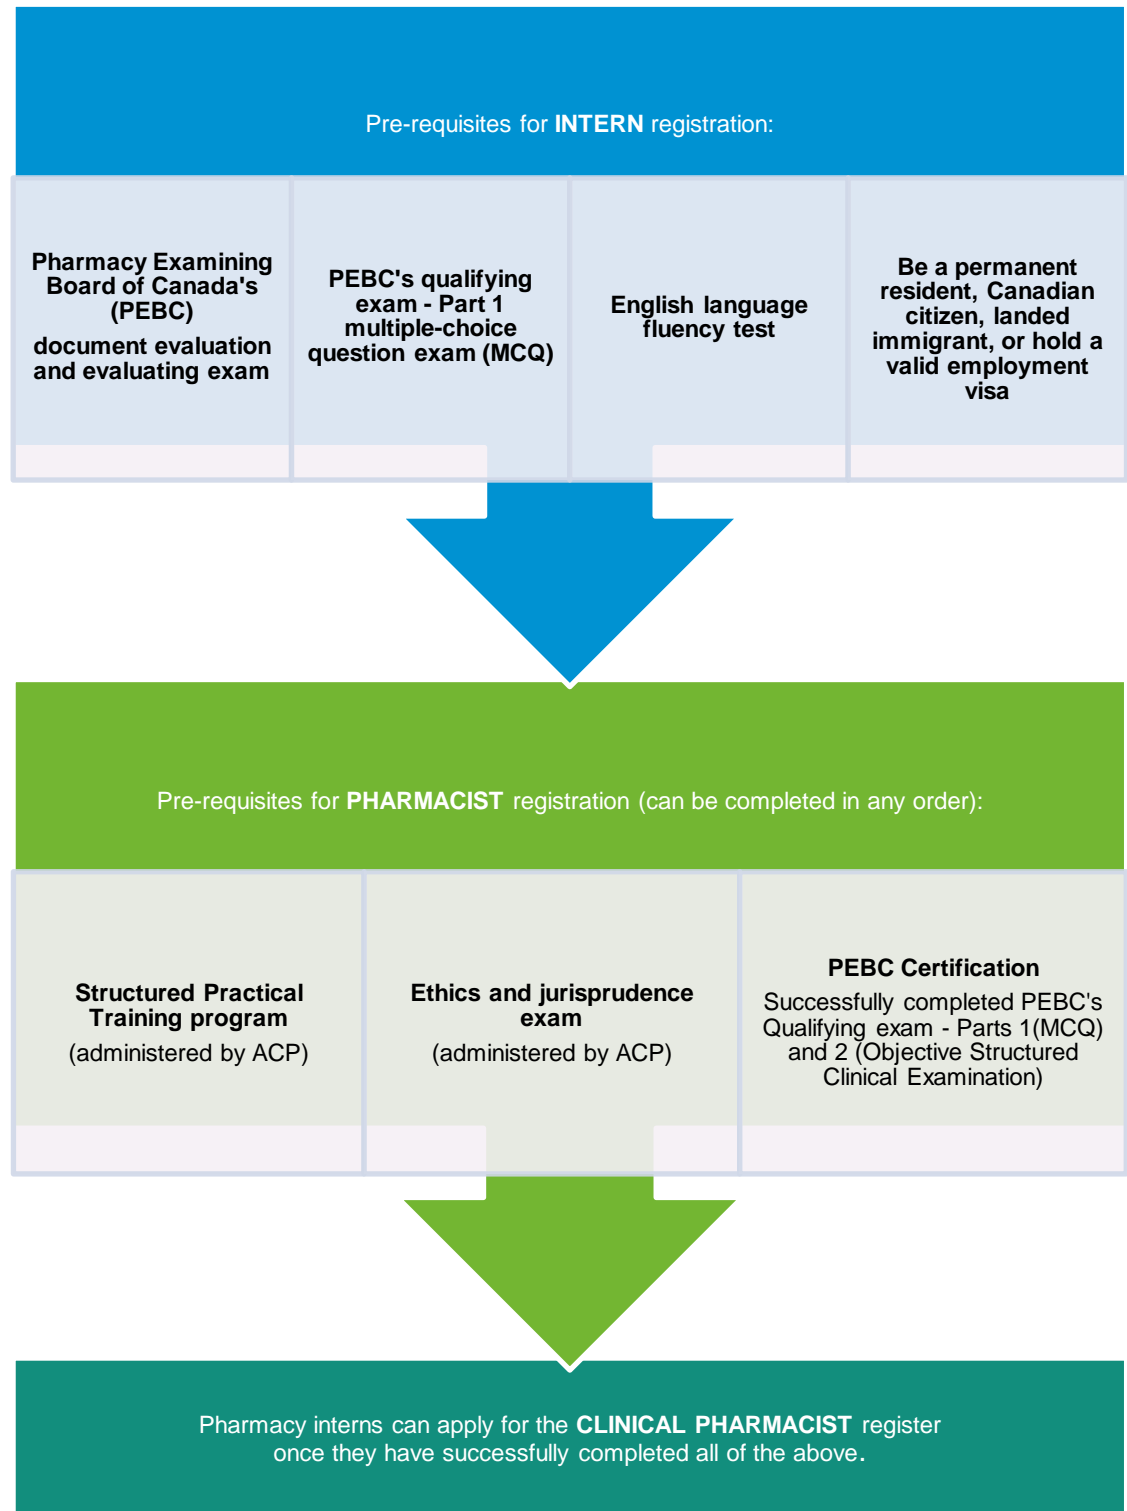 Pre-requisites for INTERN registration:
Pharmacy Examining
Board of Canada's
(PEBC)
document evaluation
and evaluating exam
PEBC's qualifying
exam - Part 1
multiple-choice
question exam (MCQ)
English language
fluency test
Be a permanent
resident, Canadian
citizen, landed
immigrant, or hold a
valid employment
visa
Pre-requisites for PHARMACIST registration (can be completed in any order):
Structured Practical
Training program
(administered by ACP)
Ethics and jurisprudence
exam
(administered by ACP)
PEBC Certification
Successfully completed PEBC's
Qualifying exam - Parts 1(MCQ)
and 2 (Objective Structured
Clinical Examination)
Pharmacy interns can apply for the CLINICAL PHARMACIST register
once they have successfully completed all of the above.